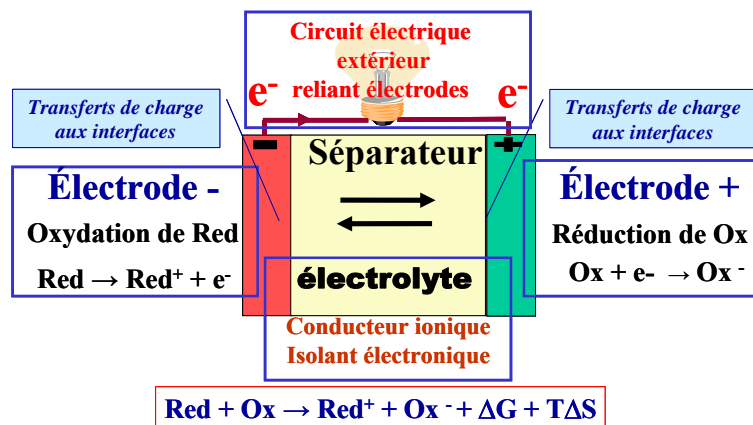 Circuit électrique
extérieur
reliant électrodes
e⁻
e⁻
Transferts de charge
aux interfaces
Transferts de charge
aux interfaces
-
+
Séparateur
Électrode -
Oxydation de Red
Red → Red⁺ + e⁻
Électrode +
Réduction de Ox
Ox + e- → Ox ⁻
électrolyte
Conducteur ionique
Isolant électronique
Red + Ox → Red⁺ + Ox ⁻ + ΔG + TΔS